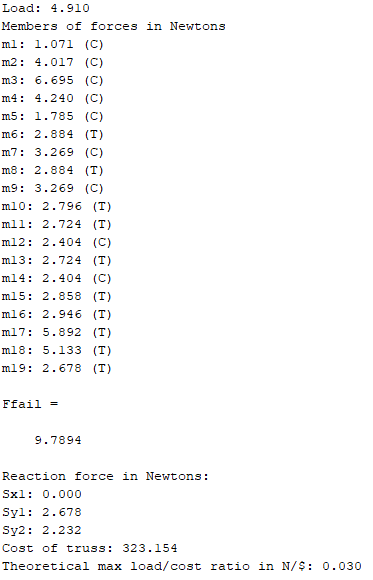 Load: 4.910
Members of forces in Newtons
m1: 1.071 (C)
m2: 4.017 (C)
m3: 6.695 (C)
m4: 4.240 (C)
m5: 1.785 (C)
m6: 2.884 (T)
m7: 3.269 (C)
m8: 2.884 (T)
m9: 3.269 (C)
m10: 2.796 (T)
m11: 2.724 (T)
m12: 2.404 (C)
m13: 2.724 (T)
m14: 2.404 (C)
m15: 2.858 (T)
m16: 2.946 (T)
m17: 5.892 (T)
m18: 5.133 (T)
m19: 2.678 (T)
Ffail =
9.7894
Reaction force in Newtons:
Sx1: 0.000
Sy1: 2.678
Sy2: 2.232
Cost of truss: 323.154
Theoretical max load/cost ratio in N/$: 0.030